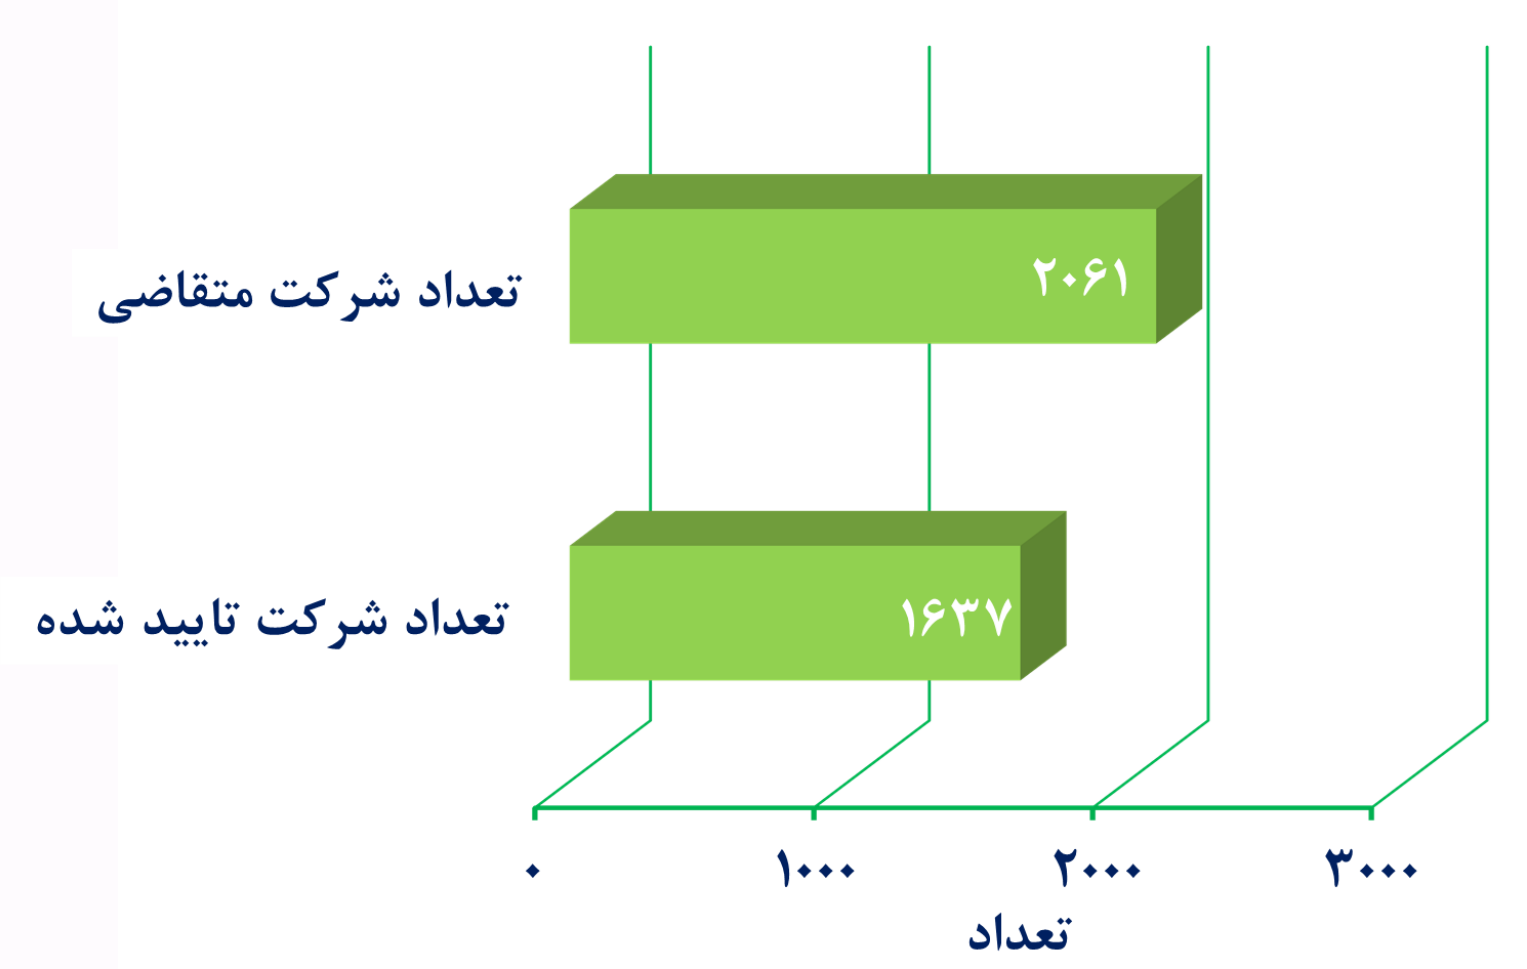 تعداد شرکت متقاضی
۲۰۶۱
تعداد شرکت تایید شده
۱۶۳۷
۰ ۱۰۰۰ ۲۰۰۰ ۳۰۰۰
تعداد